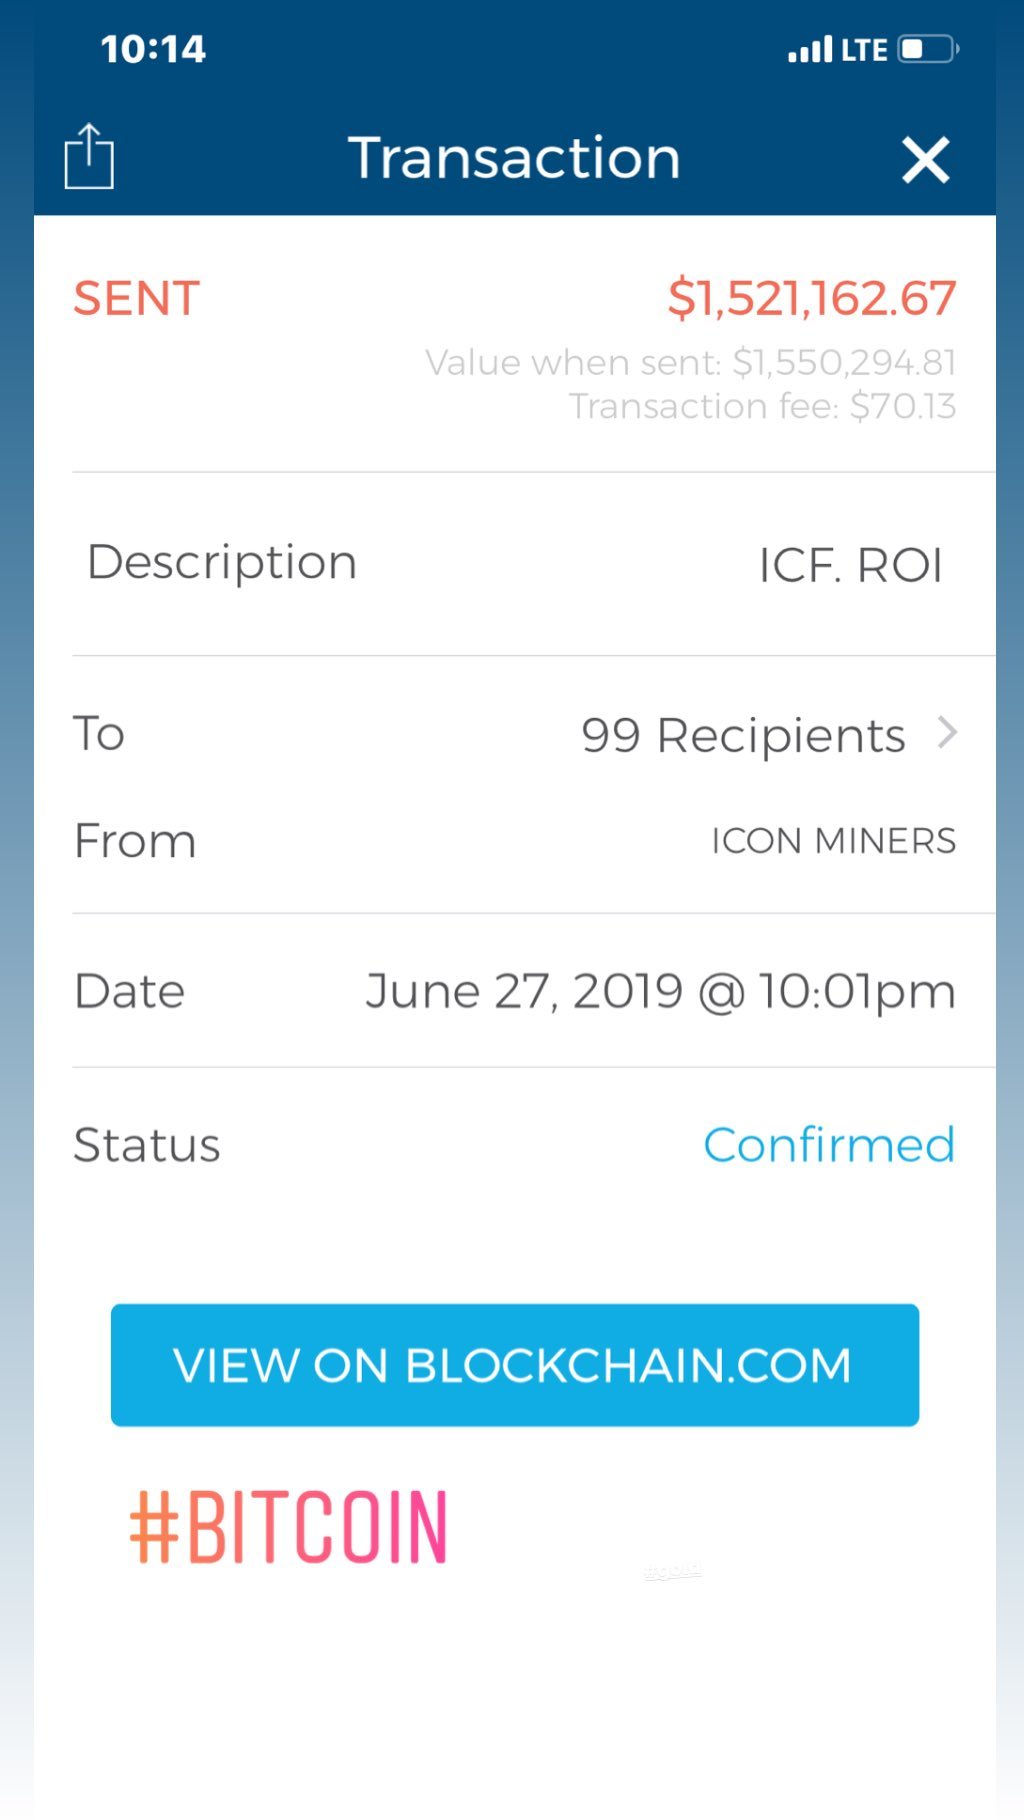 10:14 LTE
Transaction
SENT $1,521,162.67
Value when sent: $1,550,294.81
Transaction fee: $70.13
Description ICF. ROI
To 99 Recipients
From ICON MINERS
Date June 27, 2019 @ 10:01pm
Status Confirmed
VIEW ON BLOCKCHAIN.COM
#BITCOIN
#gold